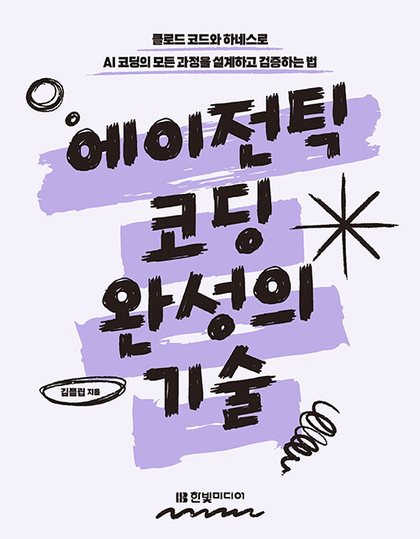 클로드 코드와 하네스로
AI 코딩의 모든 과정을 설계하고 검증하는 법
에이전틱
코딩
완성의
기술
김플립 지음
HB 한빛미디어